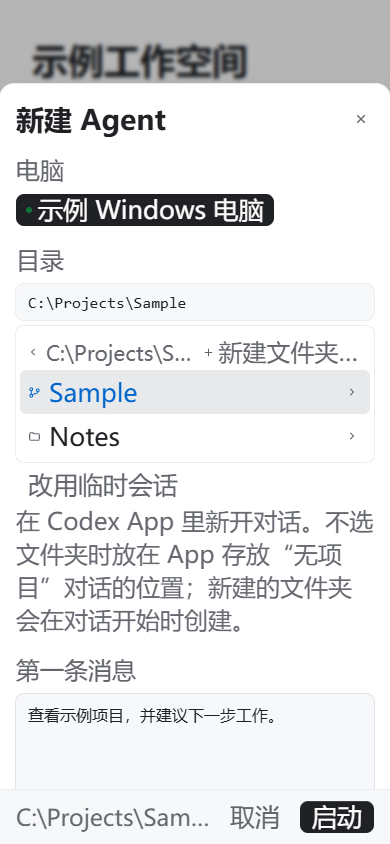 示例工作空间
新建 Agent ×
电脑
示例 Windows 电脑
目录
C:\Projects\Sample
‹ C:\Projects\S... + 新建文件夹...
Sample ›
Notes ›
改用临时会话
在 Codex App 里新开对话。不选
文件夹时放在 App 存放“无项
目”对话的位置；新建的文件夹
会在对话开始时创建。
第一条消息
查看示例项目，并建议下一步工作。
C:\Projects\Sam... 取消 启动